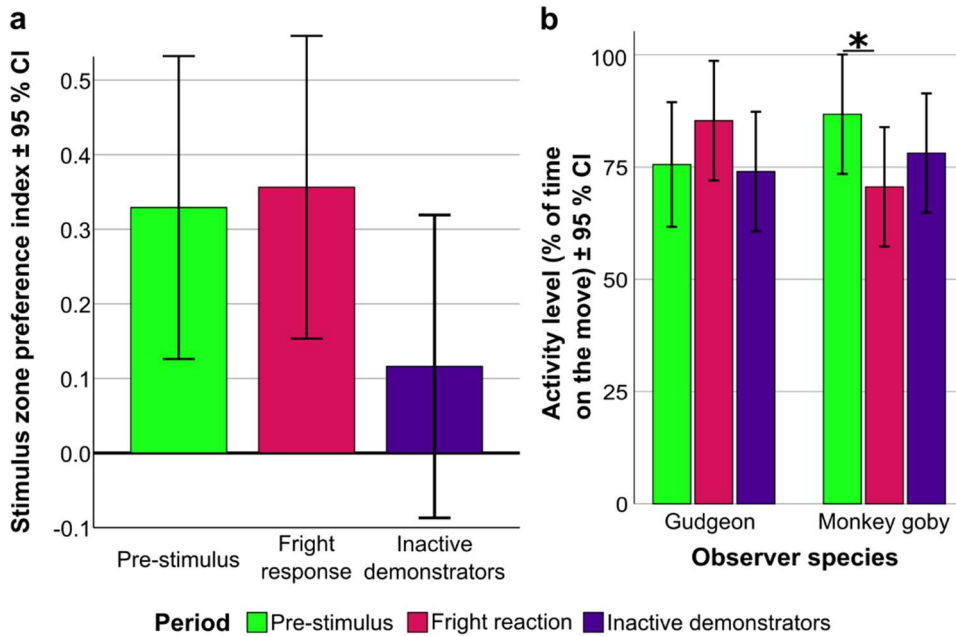 a
Stimulus zone preference index ± 95 % CI
0.5
0.4
0.3
0.2
0.1
0.0
-0.1
Pre-stimulus
Fright
response
Inactive
demonstrators
b
Activity level (% of time
on the move) ± 95 % CI
100
75
50
25
0
*
Gudgeon
Monkey goby
Observer species
Period Pre-stimulus Fright reaction Inactive demonstrators